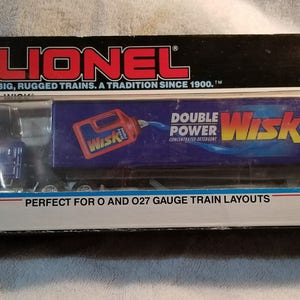 LIONEL®
BIG, RUGGED TRAINS. A TRADITION SINCE 1900.™
DOUBLE
POWER
CONCENTRATED DETERGENT
Wisk
Wisk
PERFECT FOR O AND O27 GAUGE TRAIN LAYOUTS